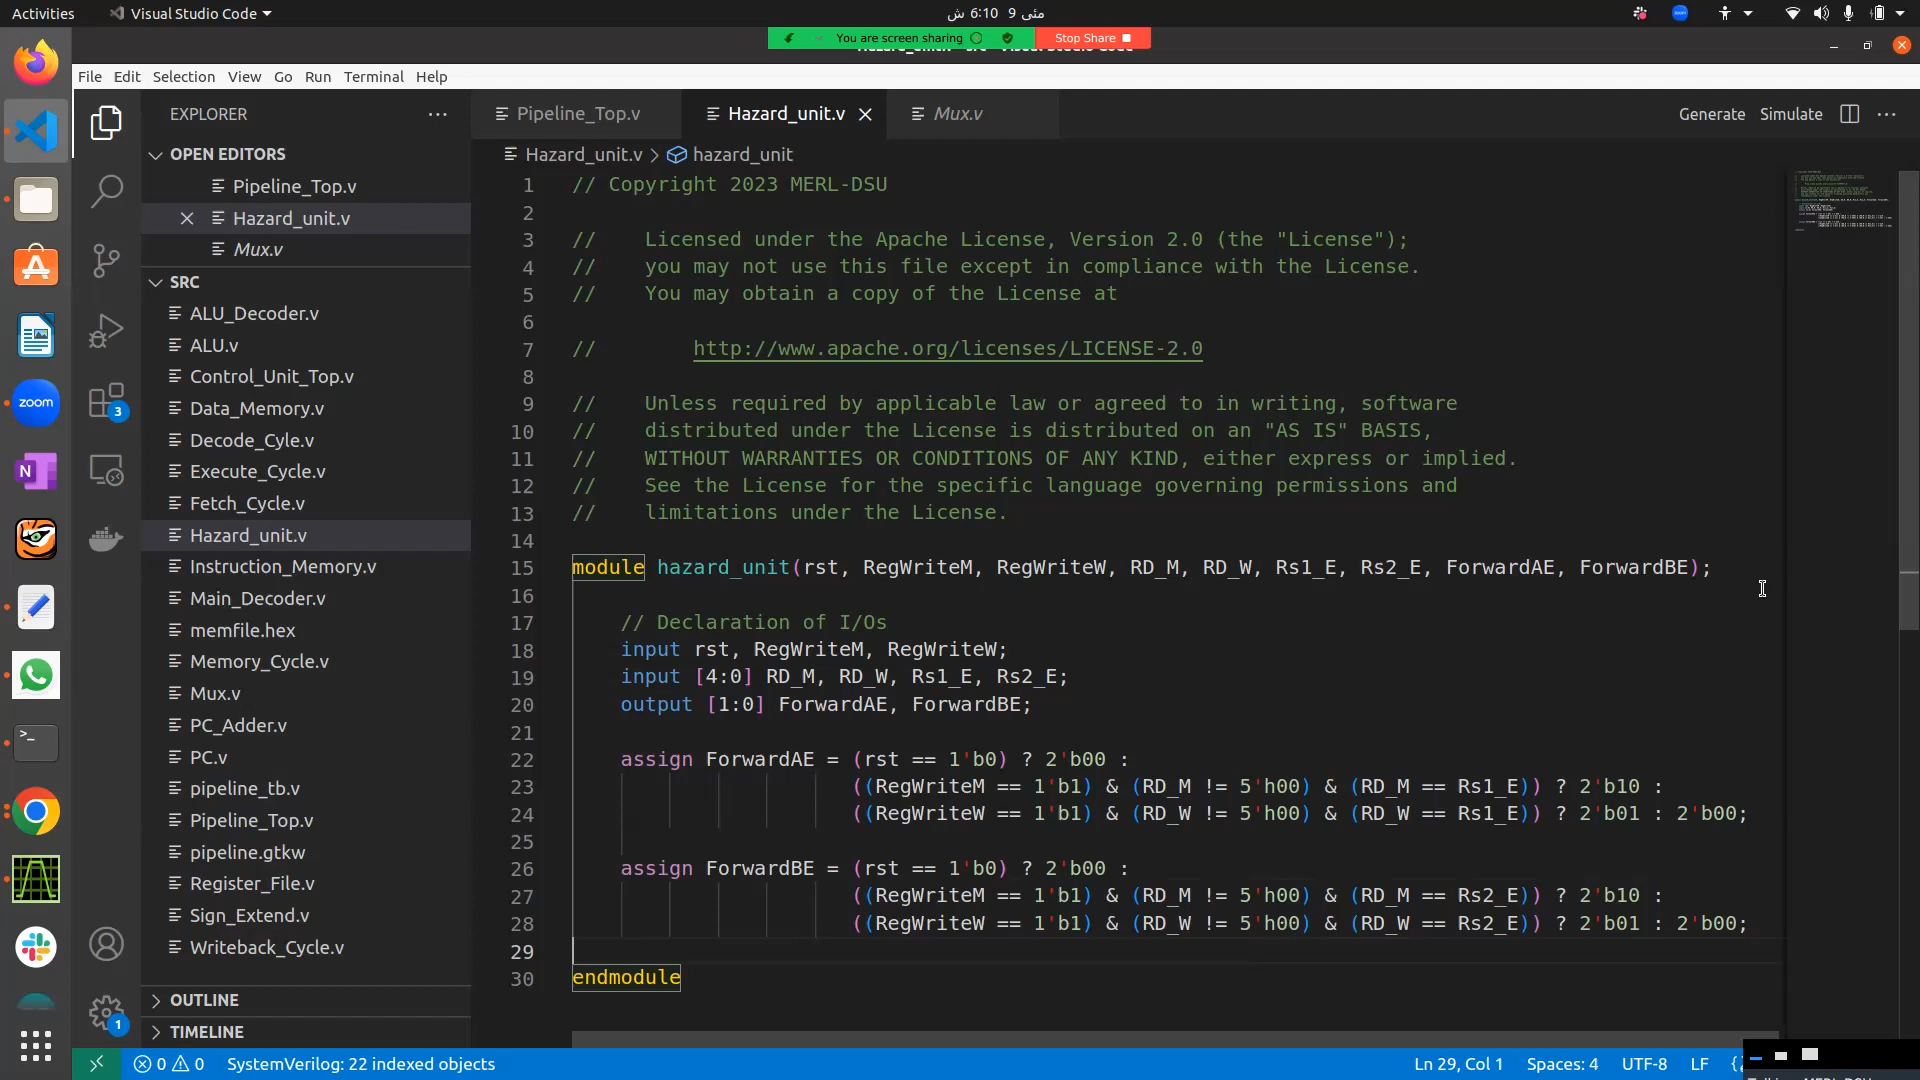 Activities
Visual Studio Code
مئی 9 6:10 ش
You are screen sharing
Stop Share
File Edit Selection View Go Run Terminal Help
EXPLORER
Pipeline_Top.v
Hazard_unit.v
Mux.v
Generate
Simulate
Hazard_unit.v > hazard_unit
OPEN EDITORS
Pipeline_Top.v
Hazard_unit.v
Mux.v
SRC
ALU_Decoder.v
ALU.v
Control_Unit_Top.v
Data_Memory.v
Decode_Cyle.v
Execute_Cycle.v
Fetch_Cycle.v
Hazard_unit.v
Instruction_Memory.v
Main_Decoder.v
memfile.hex
Memory_Cycle.v
Mux.v
PC_Adder.v
PC.v
pipeline_tb.v
Pipeline_Top.v
pipeline.gtkw
Register_File.v
Sign_Extend.v
Writeback_Cycle.v
OUTLINE
TIMELINE
zoom
N
3
1
1 // Copyright 2023 MERL-DSU
2
3 // Licensed under the Apache License, Version 2.0 (the "License");
4 // you may not use this file except in compliance with the License.
5 // You may obtain a copy of the License at
6
7 // http://www.apache.org/licenses/LICENSE-2.0
8
9 // Unless required by applicable law or agreed to in writing, software
10 // distributed under the License is distributed on an "AS IS" BASIS,
11 // WITHOUT WARRANTIES OR CONDITIONS OF ANY KIND, either express or implied.
12 // See the License for the specific language governing permissions and
13 // limitations under the License.
14
15 module hazard_unit(rst, RegWriteM, RegWriteW, RD_M, RD_W, Rs1_E, Rs2_E, ForwardAE, ForwardBE);
16
17 // Declaration of I/Os
18 input rst, RegWriteM, RegWriteW;
19 input [4:0] RD_M, RD_W, Rs1_E, Rs2_E;
20 output [1:0] ForwardAE, ForwardBE;
21
22 assign ForwardAE = (rst == 1'b0) ? 2'b00 :
23 ((RegWriteM == 1'b1) & (RD_M != 5'h00) & (RD_M == Rs1_E)) ? 2'b10 :
24 ((RegWriteW == 1'b1) & (RD_W != 5'h00) & (RD_W == Rs1_E)) ? 2'b01 : 2'b00;
25
26 assign ForwardBE = (rst == 1'b0) ? 2'b00 :
27 ((RegWriteM == 1'b1) & (RD_M != 5'h00) & (RD_M == Rs2_E)) ? 2'b10 :
28 ((RegWriteW == 1'b1) & (RD_W != 5'h00) & (RD_W == Rs2_E)) ? 2'b01 : 2'b00;
29
30 endmodule
0 0 SystemVerilog: 22 indexed objects
Ln 29, Col 1 Spaces: 4 UTF-8 LF